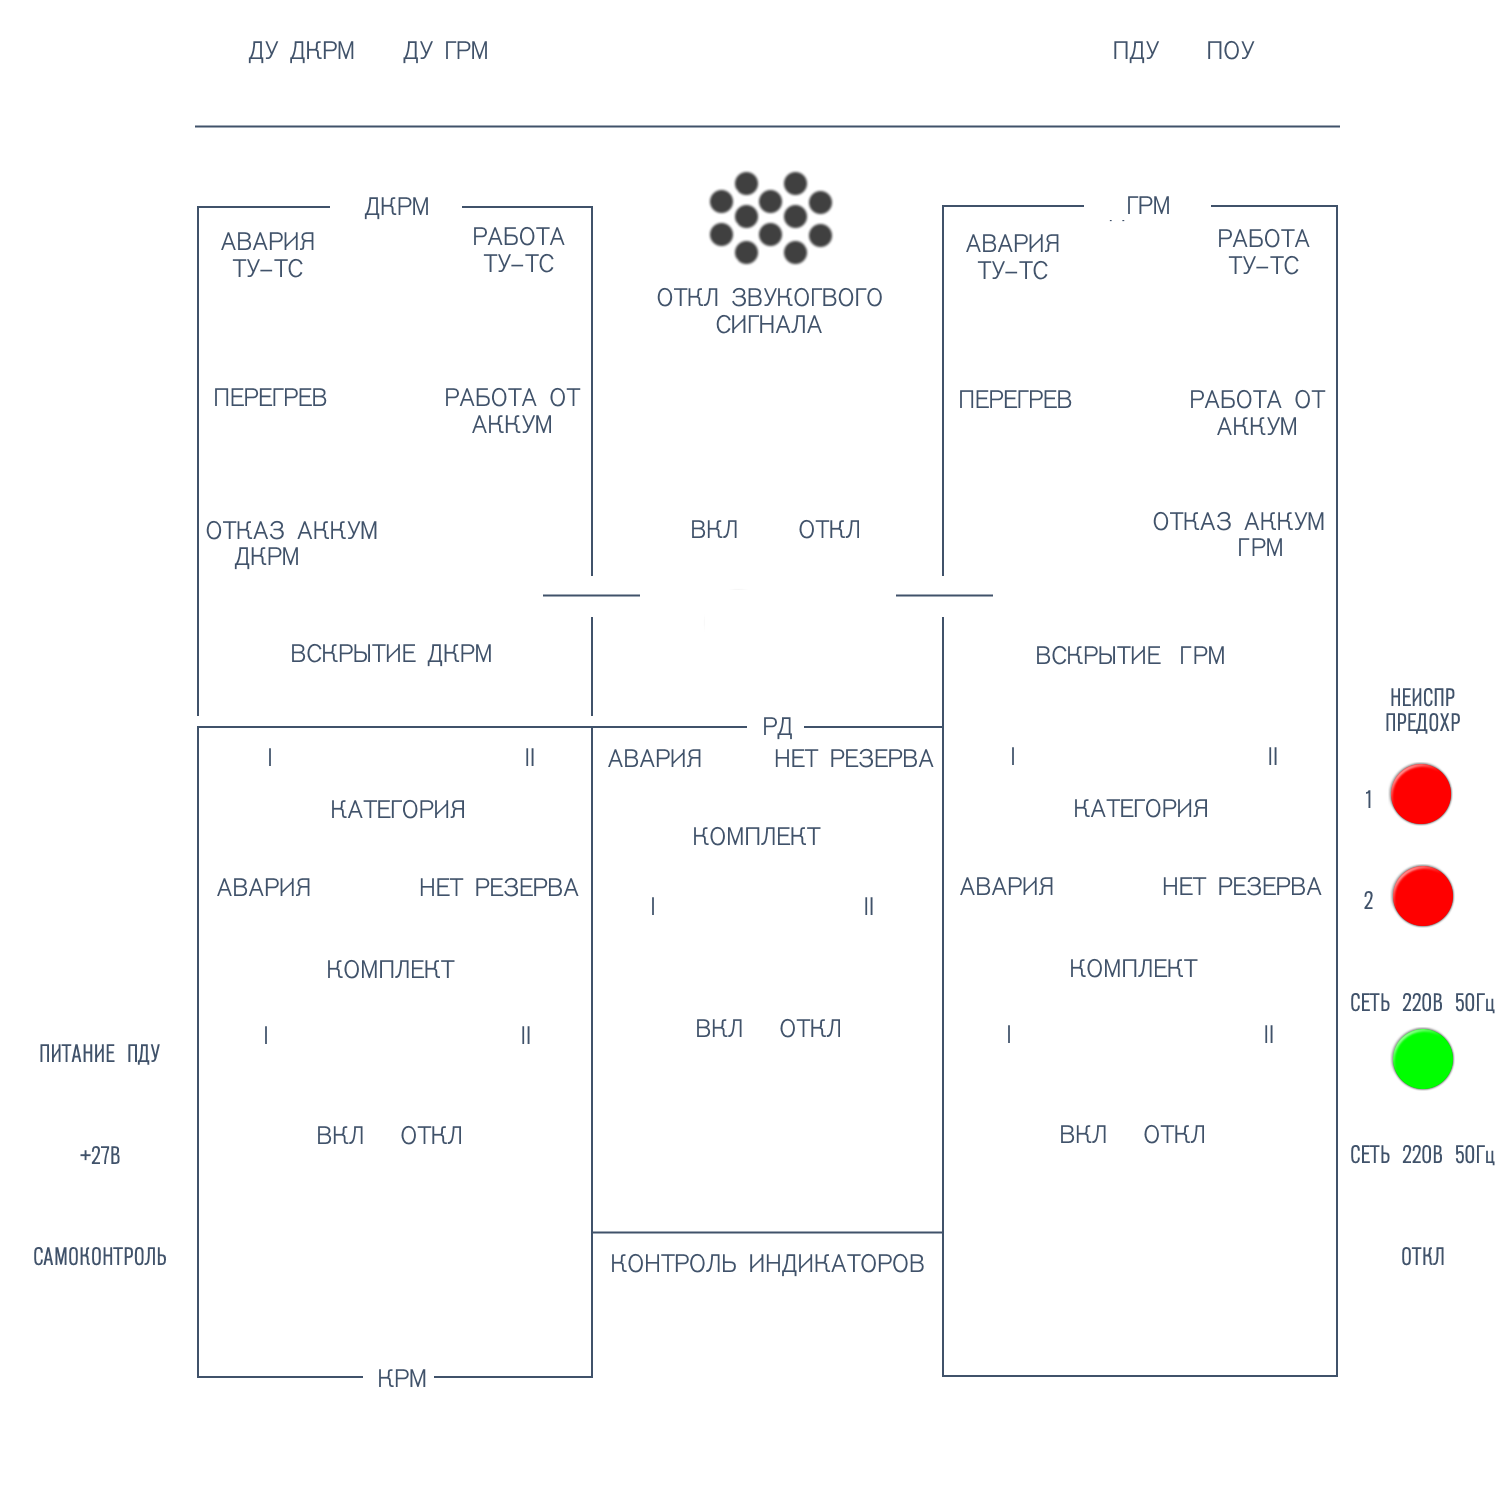 ДУ ДКРМ ДУ ГРМ ПДУ ПОУ
ДКРМ
АВАРИЯ РАБОТА
ТУ-ТС ТУ-ТС
ПЕРЕГРЕВ РАБОТА ОТ
АККУМ
ОТКАЗ АККУМ
ДКРМ
ВСКРЫТИЕ ДКРМ
ОТКЛ ЗВУКОГВОГО
СИГНАЛА
ВКЛ ОТКЛ
ГРМ
АВАРИЯ РАБОТА
ТУ-ТС ТУ-ТС
ПЕРЕГРЕВ РАБОТА ОТ
АККУМ
ОТКАЗ АККУМ
ГРМ
ВСКРЫТИЕ ГРМ
I II
КАТЕГОРИЯ
АВАРИЯ НЕТ РЕЗЕРВА
КОМПЛЕКТ
I II
ВКЛ ОТКЛ
КРМ
РД
АВАРИЯ НЕТ РЕЗЕРВА
КОМПЛЕКТ
I II
ВКЛ ОТКЛ
КОНТРОЛЬ ИНДИКАТОРОВ
I II
КАТЕГОРИЯ
АВАРИЯ НЕТ РЕЗЕРВА
КОМПЛЕКТ
I II
ВКЛ ОТКЛ
ПИТАНИЕ ПДУ
+27В
САМОКОНТРОЛЬ
НЕИСПР
ПРЕДОХР
1
2
СЕТЬ 220В 50Гц
СЕТЬ 220В 50Гц
ОТКЛ